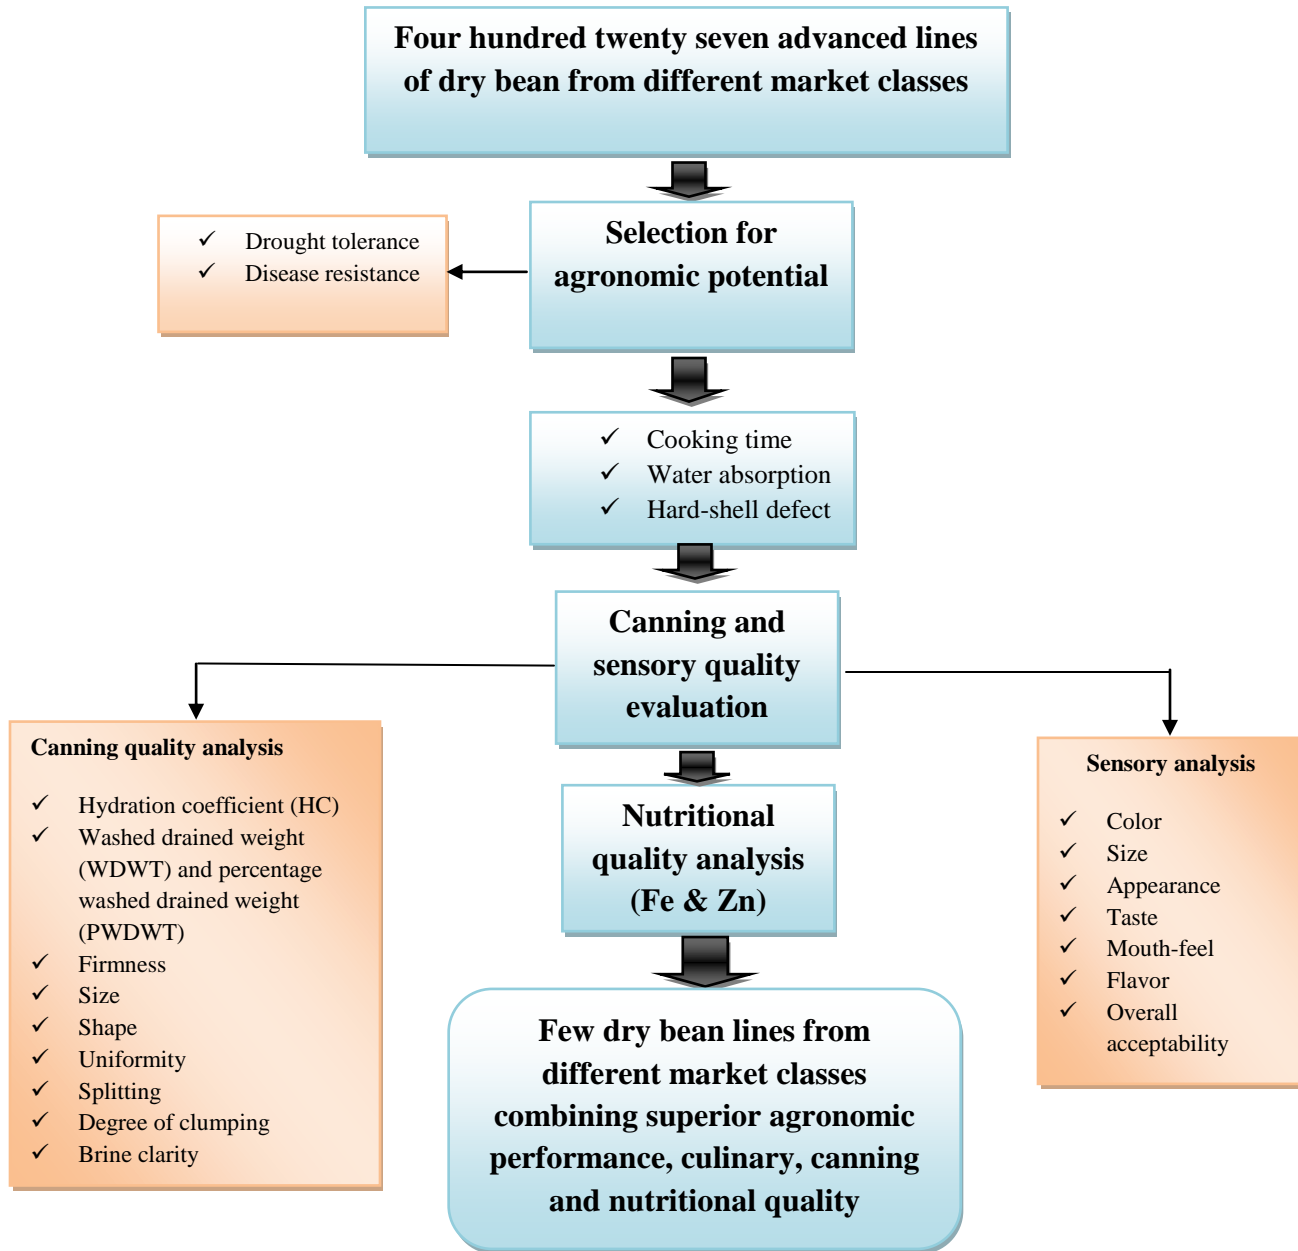 Four hundred twenty seven advanced lines
of dry bean from different market classes
Selection for
agronomic potential
✓ Drought tolerance
✓ Disease resistance
✓ Cooking time
✓ Water absorption
✓ Hard-shell defect
Canning and
sensory quality
evaluation
Canning quality analysis
✓ Hydration coefficient (HC)
✓ Washed drained weight
(WDWT) and percentage
washed drained weight
(PWDWT)
✓ Firmness
✓ Size
✓ Shape
✓ Uniformity
✓ Splitting
✓ Degree of clumping
✓ Brine clarity
Sensory analysis
✓ Color
✓ Size
✓ Appearance
✓ Taste
✓ Mouth-feel
✓ Flavor
✓ Overall
acceptability
Nutritional
quality analysis
(Fe & Zn)
Few dry bean lines from
different market classes
combining superior agronomic
performance, culinary, canning
and nutritional quality